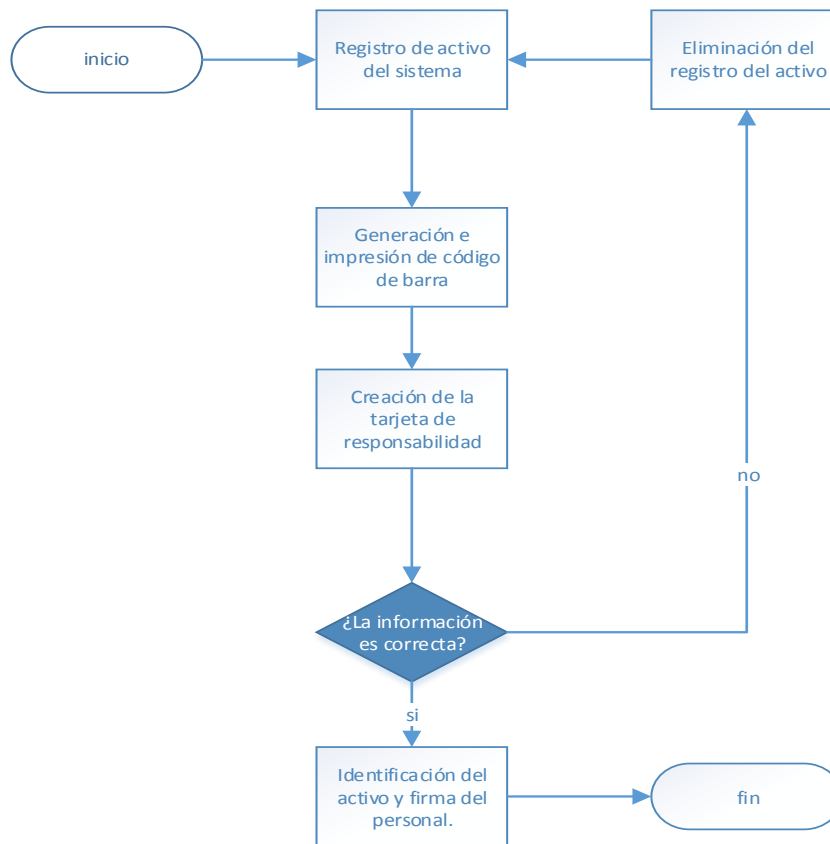 inicio
Registro de activo
del sistema
Eliminación del
registro del activo
Generación e
impresión de código
de barra
Creación de la
tarjeta de
responsabilidad
no
¿La información
es correcta?
si
Identificación del
activo y firma del
personal.
fin